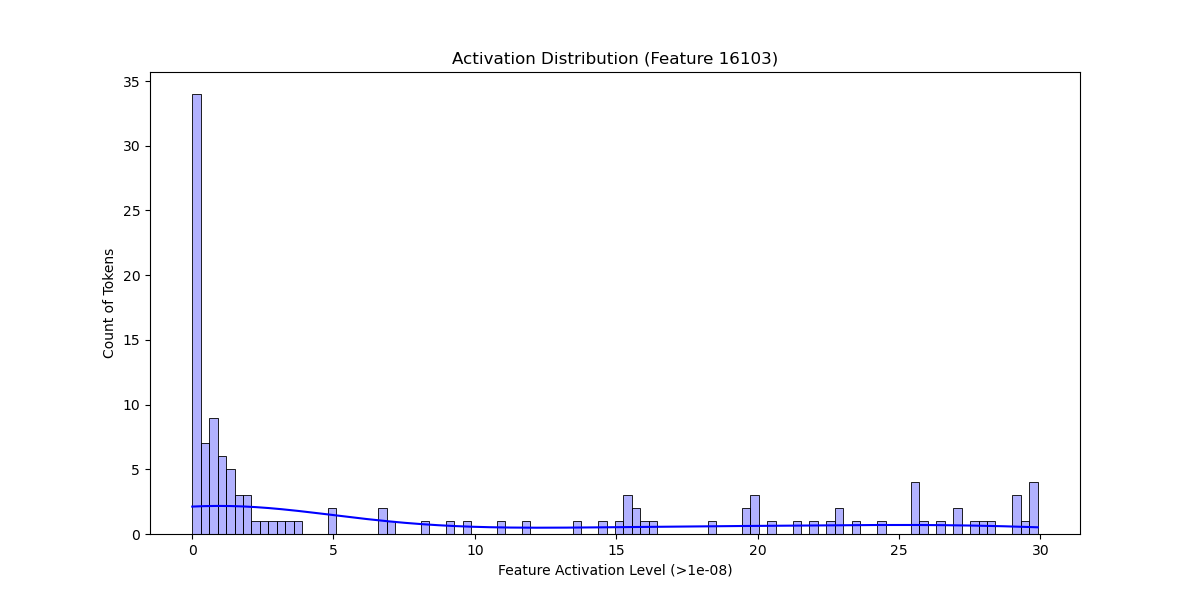 Activation Distribution (Feature 16103)
Count of Tokens
35
30
25
20
15
10
5
0
0 5 10 15 20 25 30
Feature Activation Level (>1e-08)